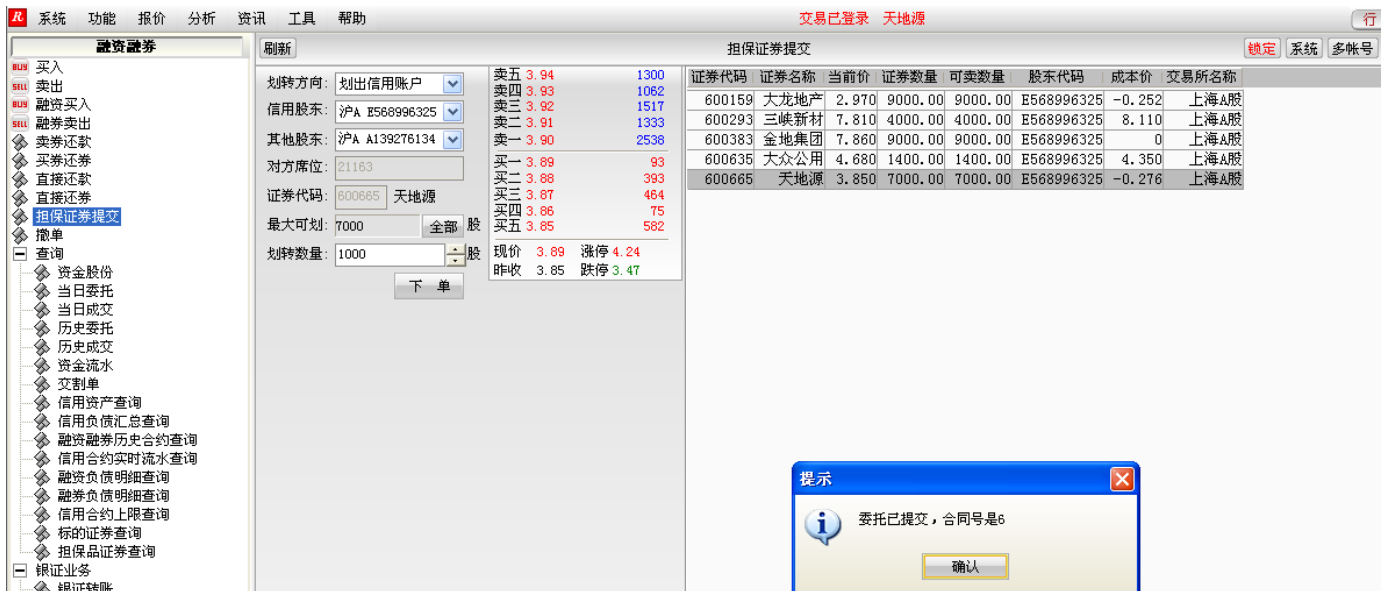 R 系统 功能 报价 分析 资讯 工具 帮助 交易已登录 天地源 行
融资融券
BUY 买入
SELL 卖出
BUY 融资买入
SELL 融券卖出
卖券还款
买券还券
直接还款
直接还券
担保证券提交
撤单
查询
资金股份
当日委托
当日成交
历史委托
历史成交
资金流水
交割单
信用资产查询
信用负债汇总查询
融资融券历史合约查询
信用合约实时流水查询
融资负债明细查询
融券负债明细查询
信用合约上限查询
标的证券查询
担保品证券查询
银证业务
银证转账
刷新 担保证券提交 锁定 系统 多帐号
划转方向: 划出信用账户
信用股东: 沪A E568996325
其他股东: 沪A A139276134
对方席位: 21163
证券代码: 600665 天地源
最大可划: 7000 全部 股
划转数量: 1000 股
下 单
卖五 3.94 1300
卖四 3.93 1062
卖三 3.92 1517
卖二 3.91 1333
卖一 3.90 2538
买一 3.89 93
买二 3.88 393
买三 3.87 464
买四 3.86 75
买五 3.85 582
现价 3.89 涨停 4.24
昨收 3.85 跌停 3.47
证券代码 证券名称 当前价 证券数量 可卖数量 股东代码 成本价 交易所名称
600159 大龙地产 2.970 9000.00 9000.00 E568996325 -0.252 上海A股
600293 三峡新材 7.810 4000.00 4000.00 E568996325 8.110 上海A股
600383 金地集团 7.860 9000.00 9000.00 E568996325 0 上海A股
600635 大众公用 4.680 1400.00 1400.00 E568996325 4.350 上海A股
600665 天地源 3.850 7000.00 7000.00 E568996325 -0.276 上海A股
提示
委托已提交，合同号是6
确认